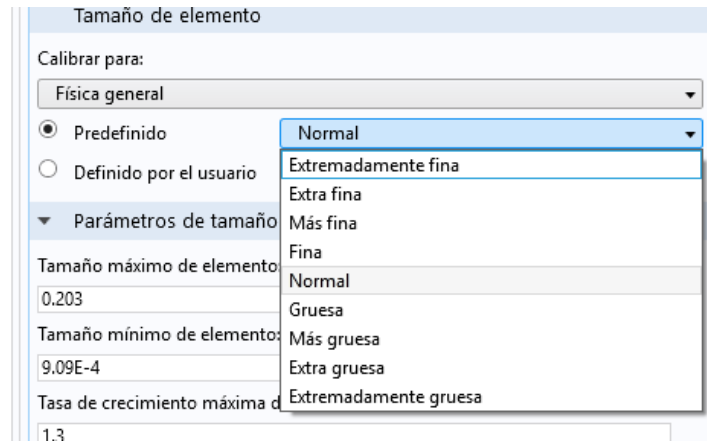 Tamaño de elemento
Calibrar para:
Física general
Predefinido
Normal
Definido por el usuario
Extremadamente fina
Extra fina
Más fina
Fina
Normal
Gruesa
Más gruesa
Extra gruesa
Extremadamente gruesa
Parámetros de tamaño
Tamaño máximo de elemento
0.203
Tamaño mínimo de elemento:
9.09E-4
Tasa de crecimiento máxima d
1.3